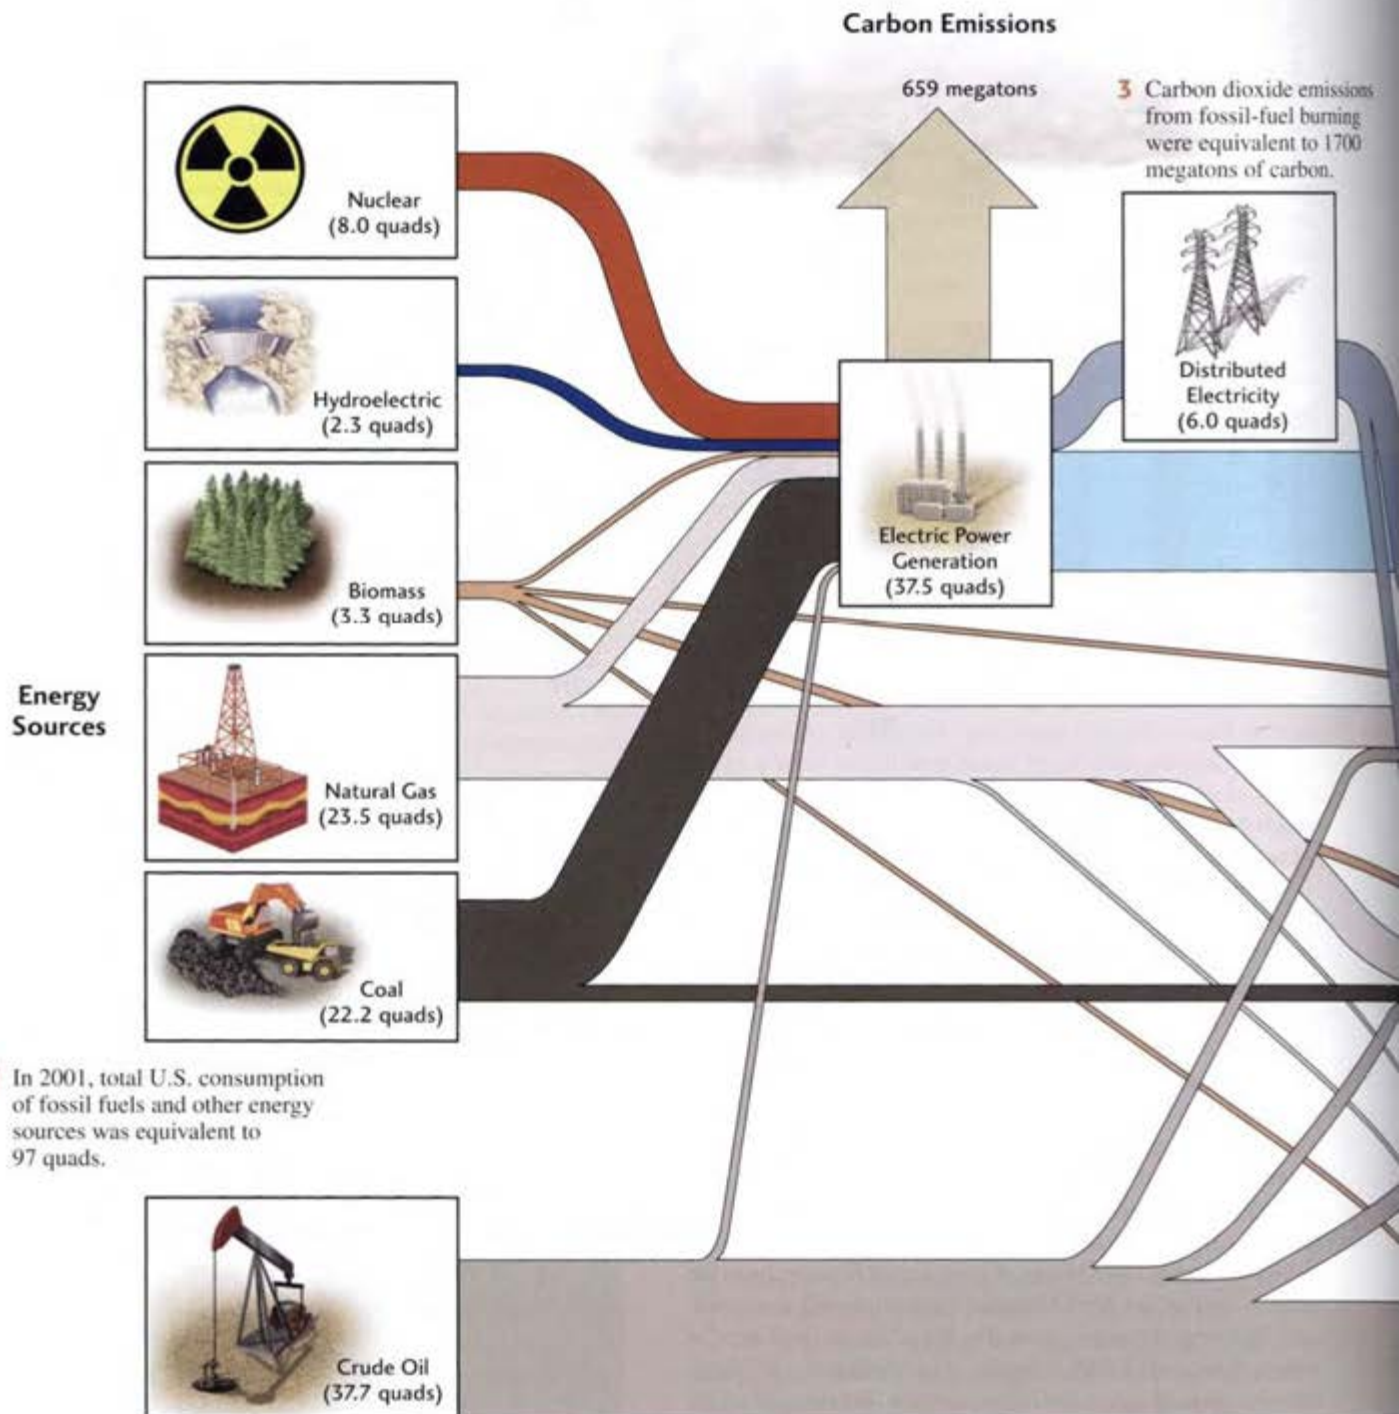 Carbon Emissions
659 megatons
3 Carbon dioxide emissions
from fossil-fuel burning
were equivalent to 1700
megatons of carbon.
Nuclear
(8.0 quads)
Hydroelectric
(2.3 quads)
Distributed
Electricity
(6.0 quads)
Biomass
(3.3 quads)
Electric Power
Generation
(37.5 quads)
Energy
Sources
Natural Gas
(23.5 quads)
Coal
(22.2 quads)
In 2001, total U.S. consumption
of fossil fuels and other energy
sources was equivalent to
97 quads.
Crude Oil
(37.7 quads)